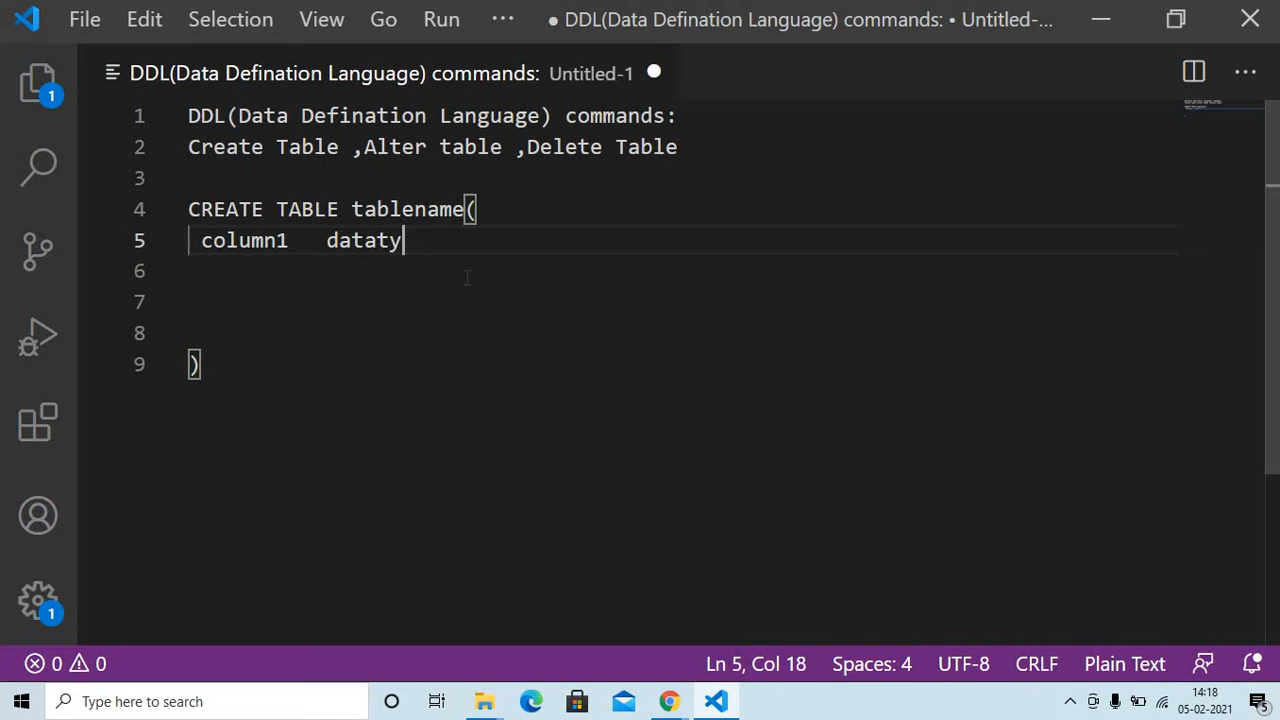 File Edit Selection View Go Run ··· ● DDL(Data Defination Language) commands: • Untitled-...
DDL(Data Defination Language) commands: Untitled-1
1 DDL(Data Defination Language) commands:
2 Create Table ,Alter table ,Delete Table
3
4 CREATE TABLE tablename(
5 column1 dataty
6
7
8
9 )
1
1
0 0 Ln 5, Col 18 Spaces: 4 UTF-8 CRLF Plain Text
Type here to search
14:18
05-02-2021
5